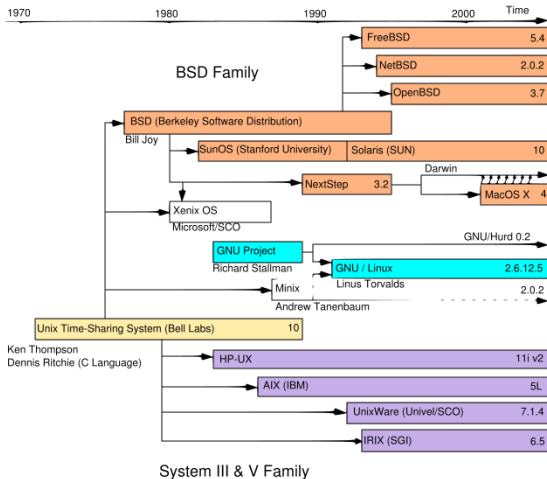 1970 1980 1990 2000 Time
FreeBSD 5.4
NetBSD 2.0.2
BSD Family
OpenBSD 3.7
BSD (Berkeley Software Distribution)
Bill Joy
SunOS (Stanford University) Solaris (SUN) 10
Darwin
NextStep 3.2
MacOS X 4
Xenix OS
Microsoft/SCO
GNU/Hurd 0.2
GNU Project
Richard Stallman
GNU / Linux 2.6.12.5
Linus Torvalds
Minix 2.0.2
Andrew Tanenbaum
Unix Time-Sharing System (Bell Labs) 10
Ken Thompson
Dennis Ritchie (C Language)
HP-UX 11i v2
AIX (IBM) 5L
UnixWare (Univel/SCO) 7.1.4
IRIX (SGI) 6.5
System III & V Family